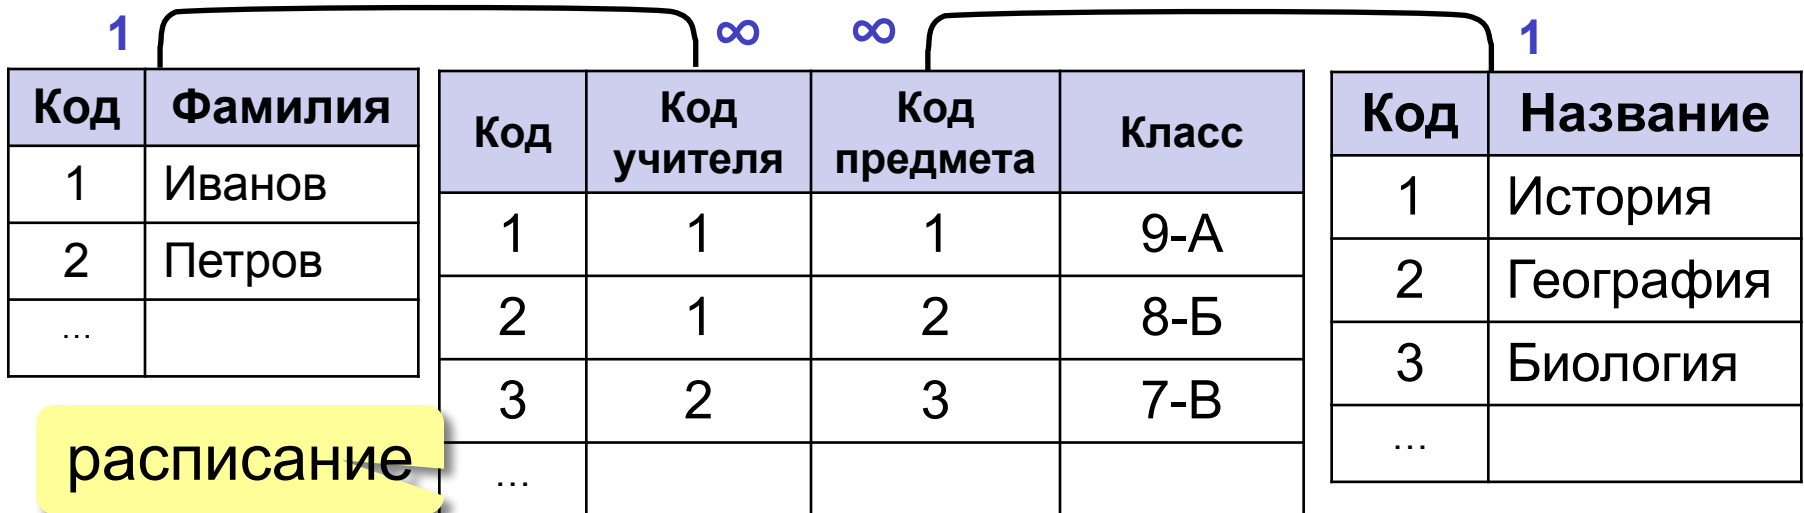 1 ∞ ∞ 1
Код Фамилия
1 Иванов
2 Петров
...
Код Код учителя Код предмета Класс
1 1 1 9-А
2 1 2 8-Б
3 2 3 7-В
...
Код Название
1 История
2 География
3 Биология
...
расписание